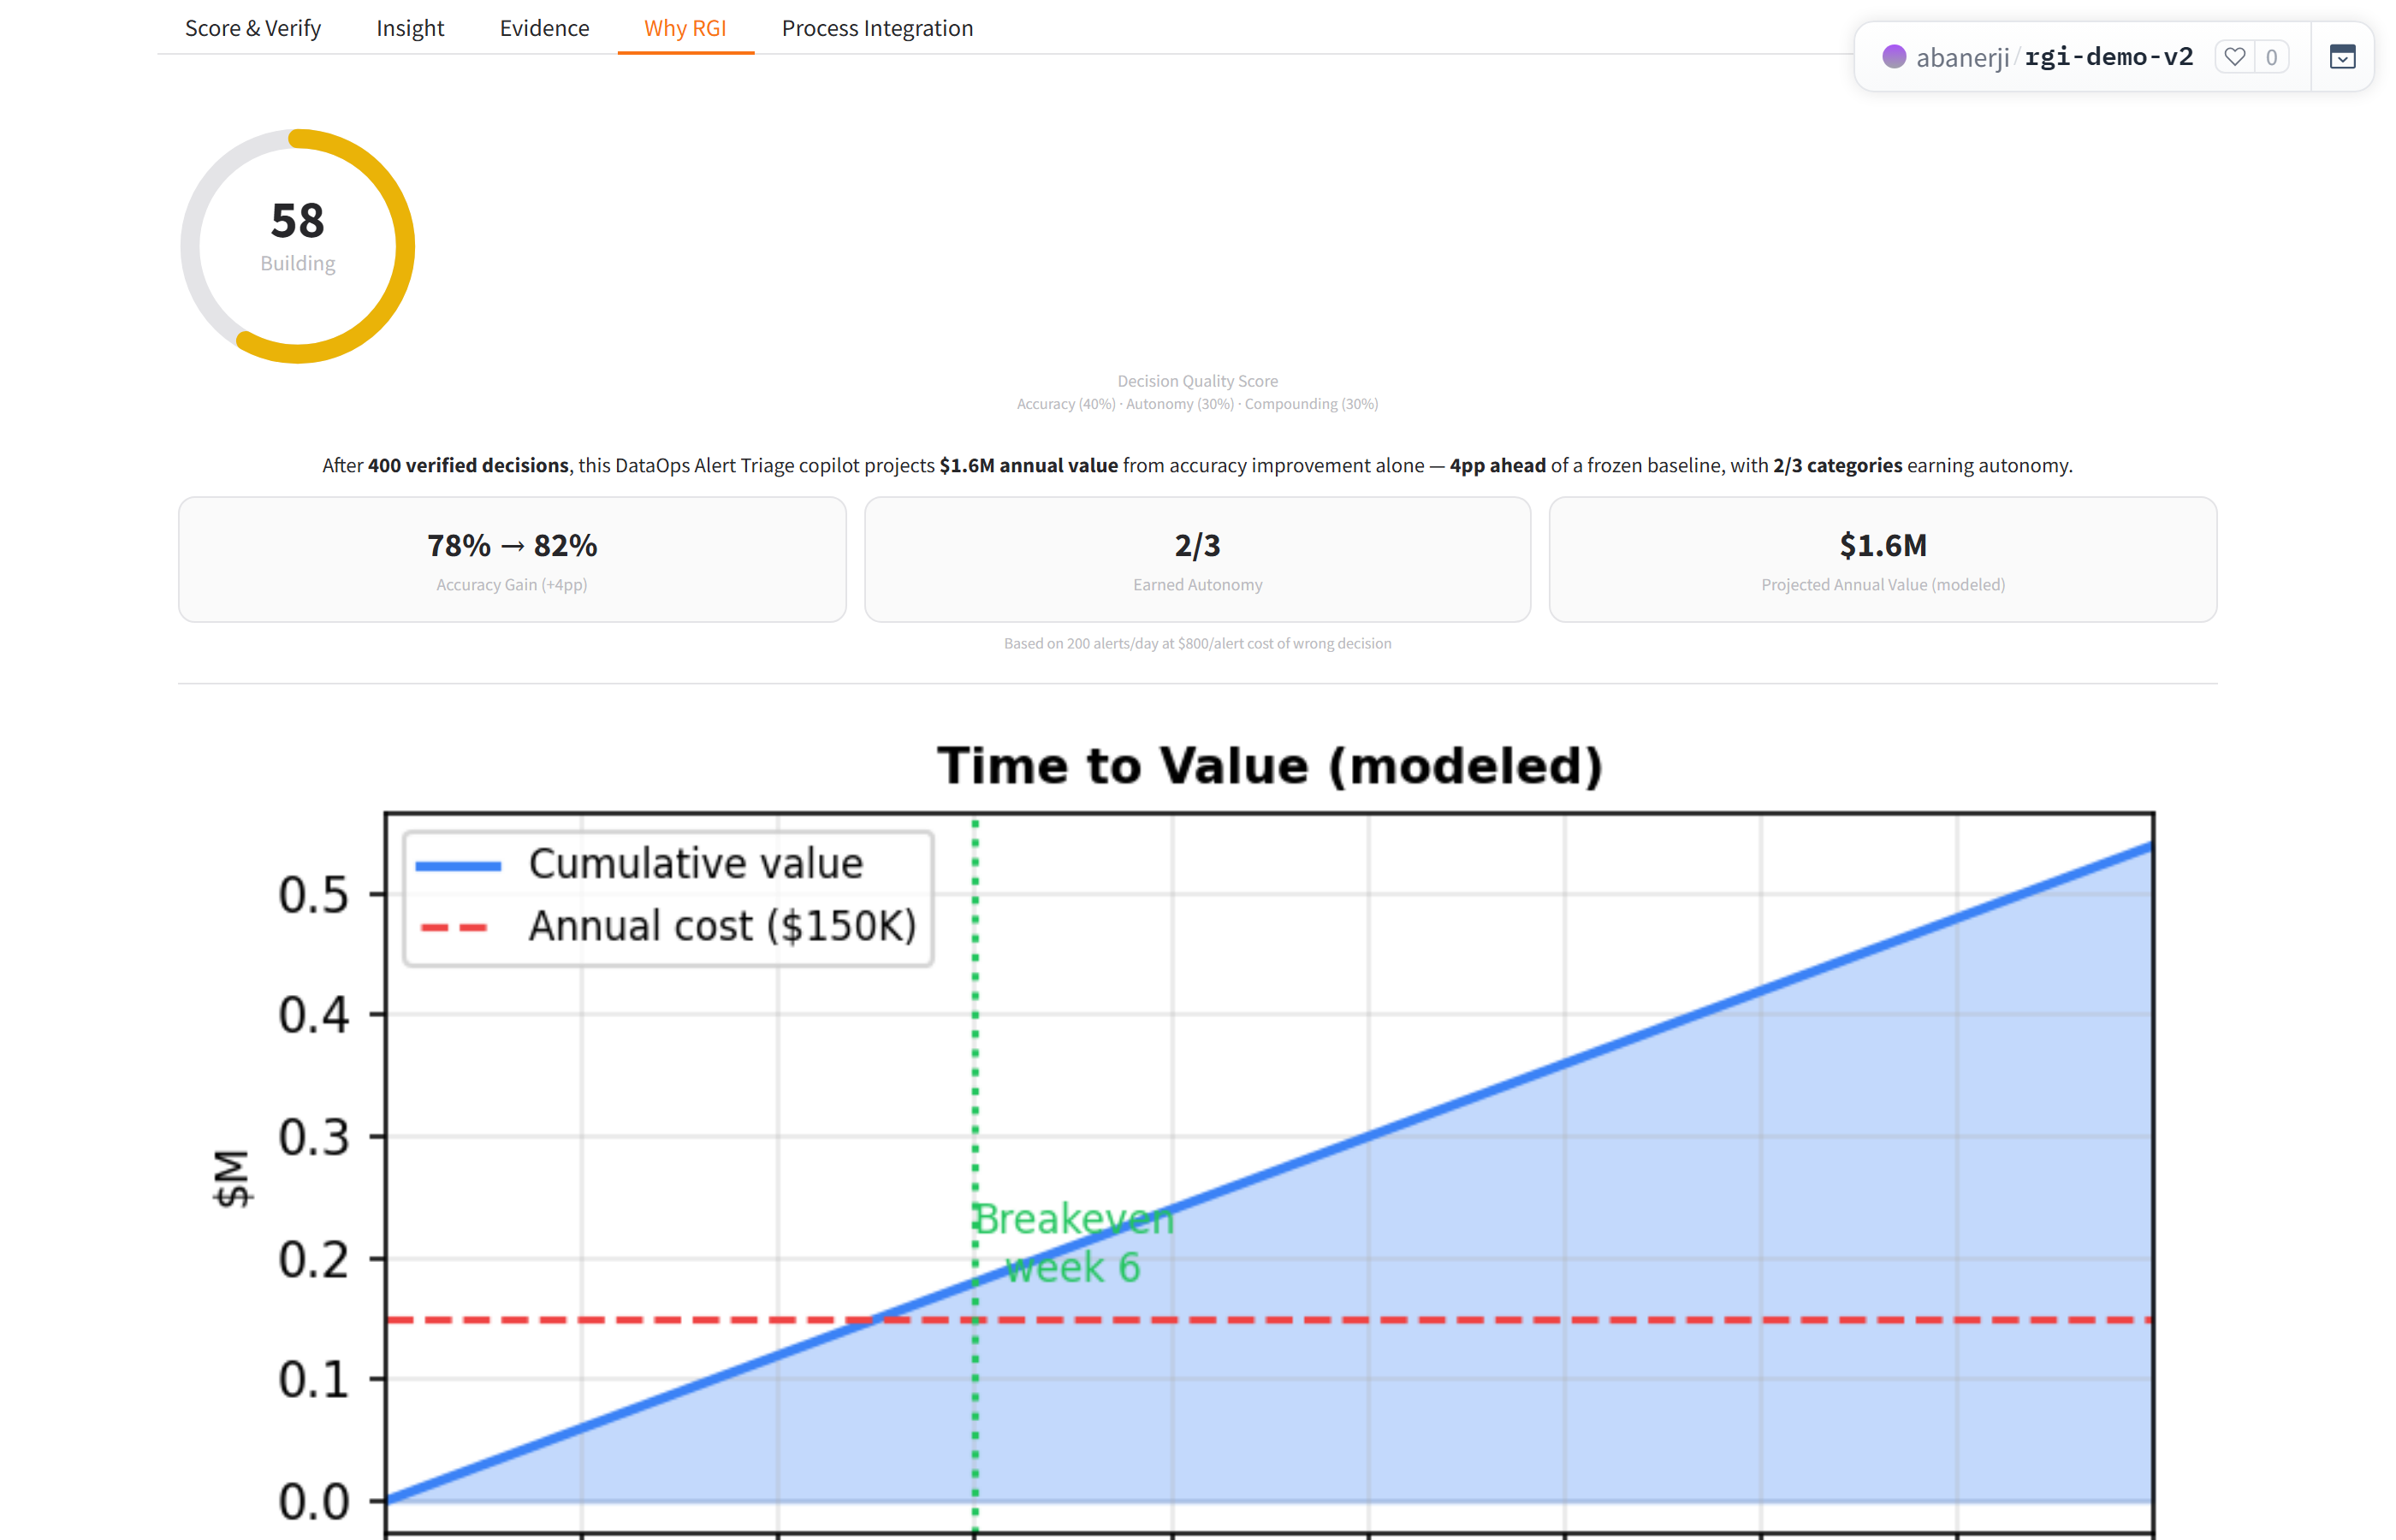 Score & Verify Insight Evidence Why RGI Process Integration
abanerji/rgi-demo-v2 0
58
Building
Decision Quality Score
Accuracy (40%) · Autonomy (30%) · Compounding (30%)
After 400 verified decisions, this DataOps Alert Triage copilot projects $1.6M annual value from accuracy improvement alone — 4pp ahead of a frozen baseline, with 2/3 categories earning autonomy.
78% → 82%
Accuracy Gain (+4pp)
2/3
Earned Autonomy
$1.6M
Projected Annual Value (modeled)
Based on 200 alerts/day at $800/alert cost of wrong decision
Time to Value (modeled)
Cumulative value
Annual cost ($150K)
0.5
0.4
0.3
$M
Breakeven
week 6
0.2
0.1
0.0